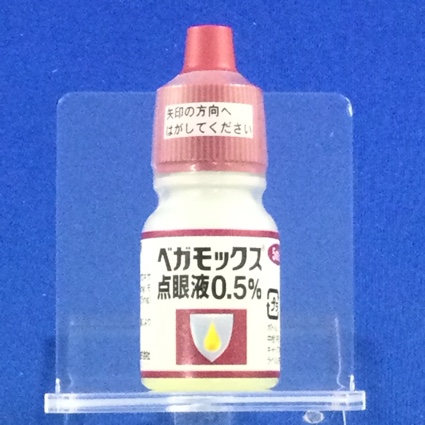 矢印の方向へ
はがしてください
ベガモックス®
点眼液0.5%